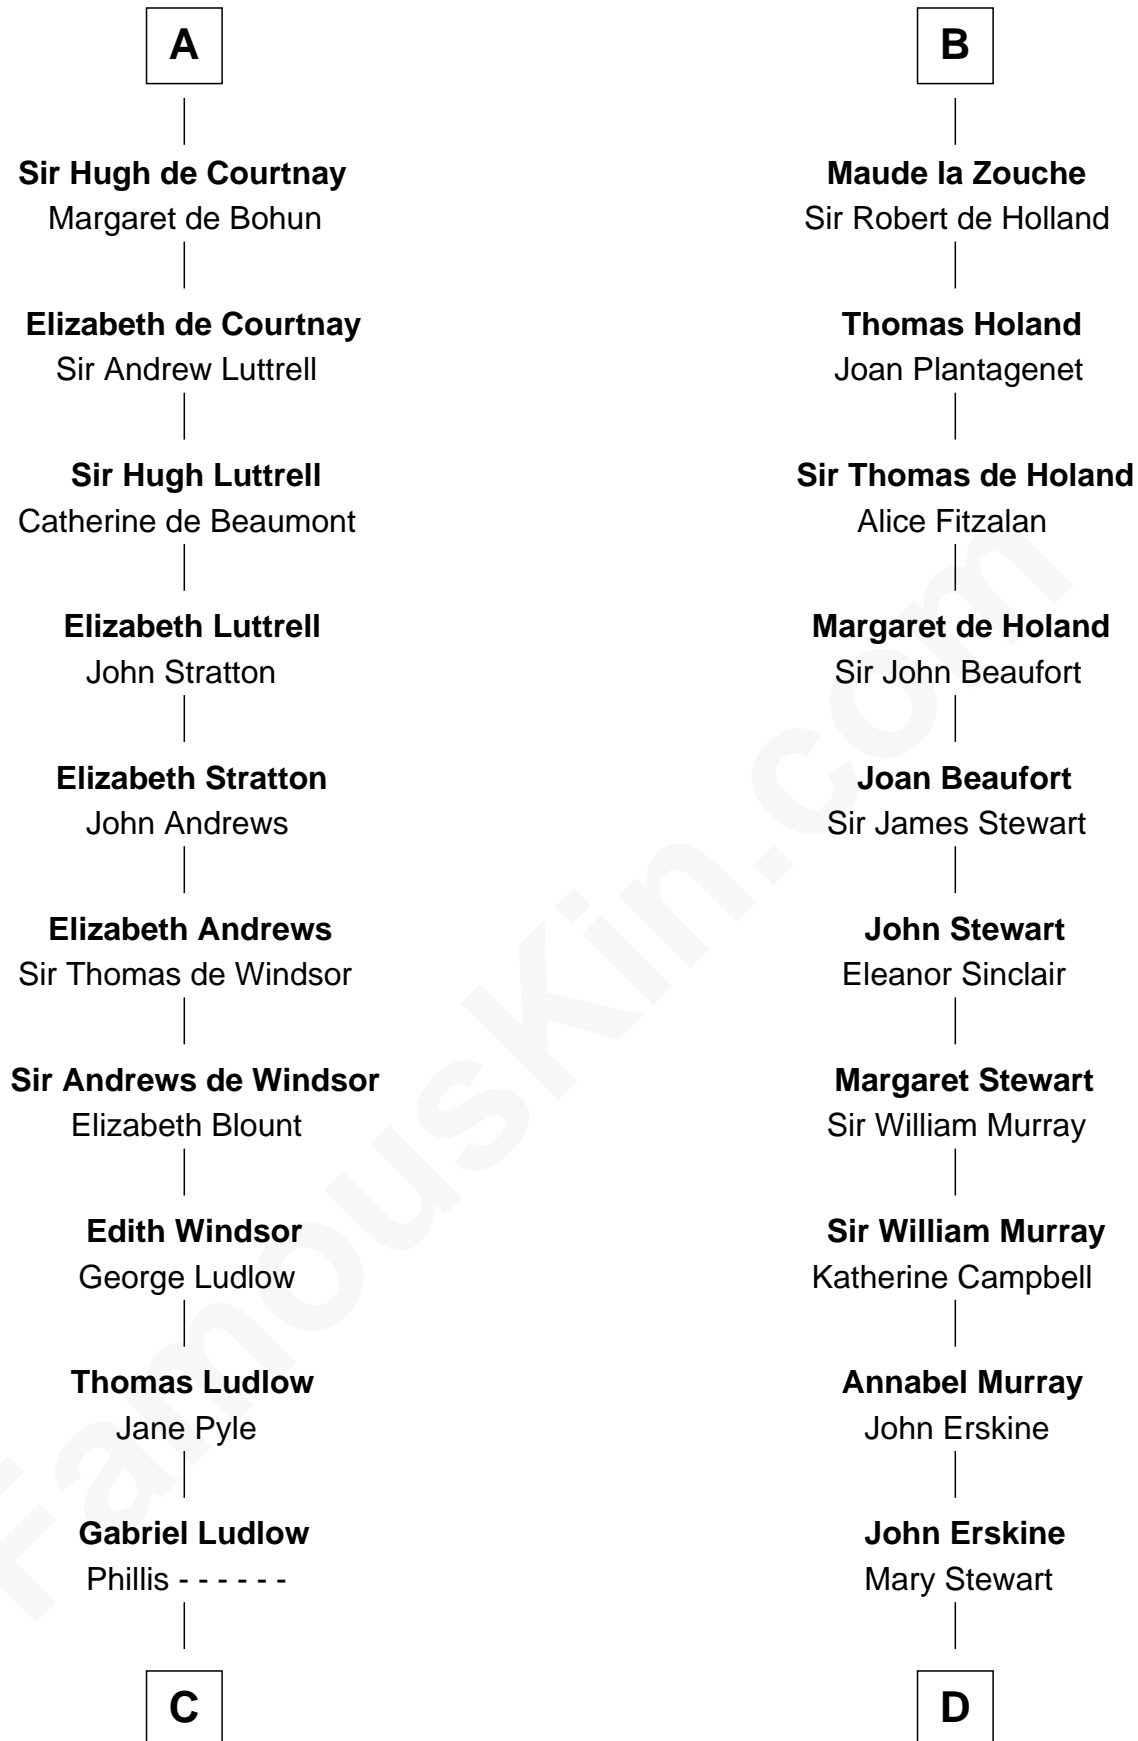 A
Sir Hugh de Courtnay
Margaret de Bohun
Elizabeth de Courtnay
Sir Andrew Luttrell
Sir Hugh Luttrell
Catherine de Beaumont
Elizabeth Luttrell
John Stratton
Elizabeth Stratton
John Andrews
Elizabeth Andrews
Sir Thomas de Windsor
Sir Andrews de Windsor
Elizabeth Blount
Edith Windsor
George Ludlow
Thomas Ludlow
Jane Pyle
Gabriel Ludlow
Phillis - - - - - -
C
B
Maude la Zouche
Sir Robert de Holland
Thomas Holand
Joan Plantagenet
Sir Thomas de Holand
Alice Fitzalan
Margaret de Holand
Sir John Beaufort
Joan Beaufort
Sir James Stewart
John Stewart
Eleanor Sinclair
Margaret Stewart
Sir William Murray
Sir William Murray
Katherine Campbell
Annabel Murray
John Erskine
John Erskine
Mary Stewart
D
FamousKin.com